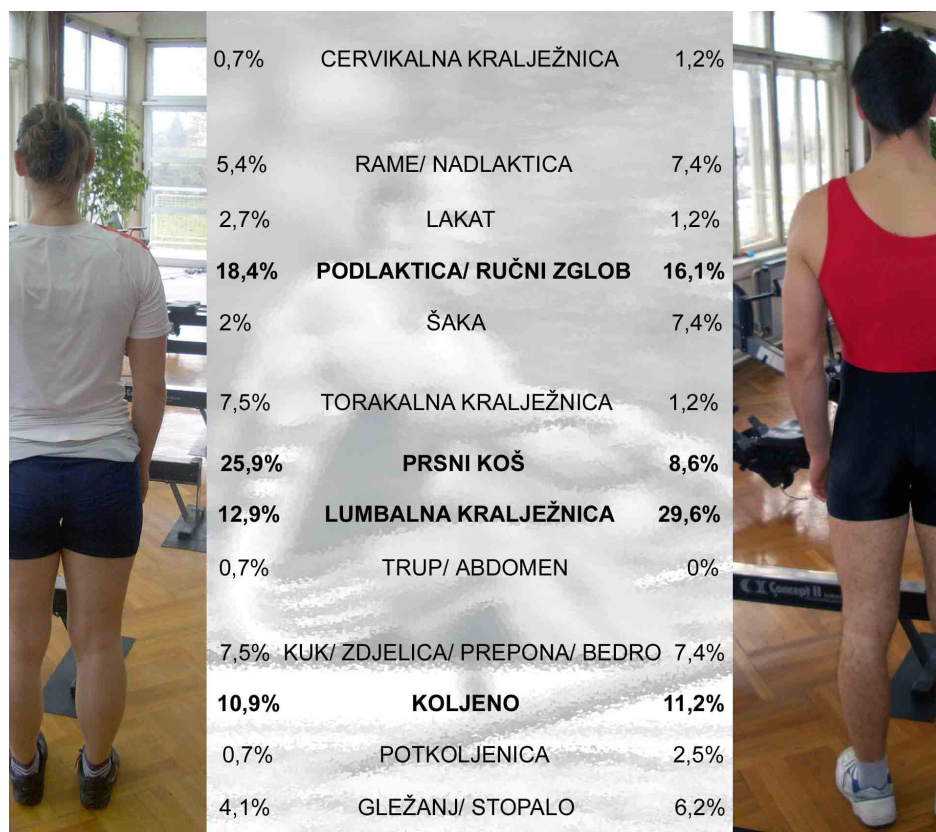 0,7% CERVIKALNA KRALJEŽNICA 1,2%
5,4% RAME/ NADLAKTICA 7,4%
2,7% LAKAT 1,2%
18,4% PODLAKTICA/ RUČNI ZGLOB 16,1%
2% ŠAKA 7,4%
7,5% TORAKALNA KRALJEŽNICA 1,2%
25,9% PRSNI KOŠ 8,6%
12,9% LUMBALNA KRALJEŽNICA 29,6%
0,7% TRUP/ ABDOMEN 0%
Concept II
7,5% KUK/ ZDJELICA/ PREPONA/ BEDRO 7,4%
10,9% KOLJENO 11,2%
0,7% POTKOLJENICA 2,5%
4,1% GLEŽANJ/ STOPALO 6,2%